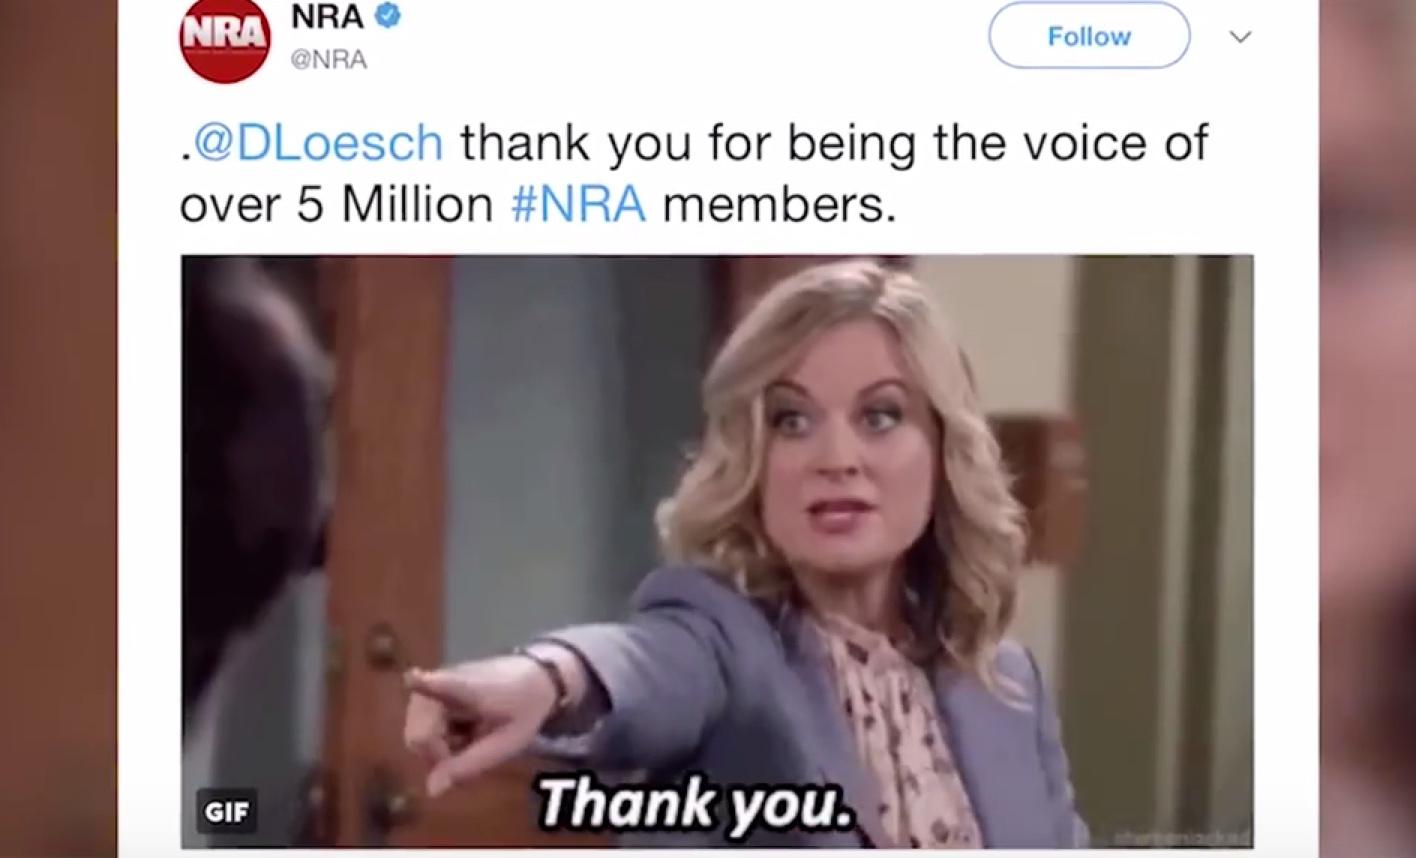 NRA
NRA
@NRA
Follow
.@DLoesch thank you for being the voice of
over 5 Million #NRA members.
GIF
Thank you.